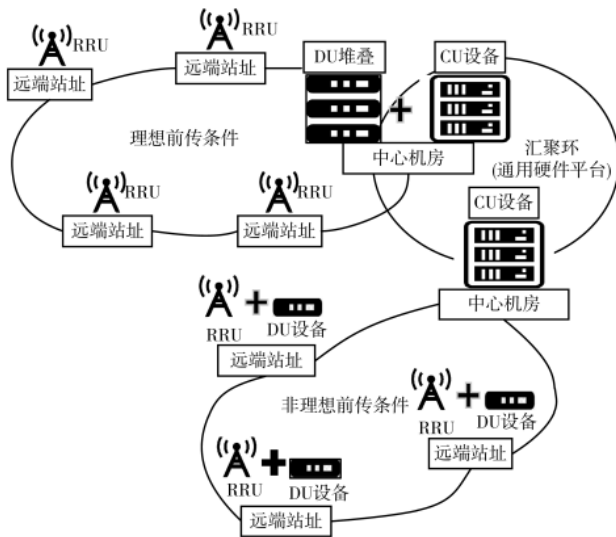 RRU
远端站址
RRU
远端站址
DU堆叠
CU设备
理想前传条件
中心机房
汇聚环
(通用硬件平台)
RRU
远端站址
RRU
远端站址
CU设备
中心机房
RRU
DU设备
远端站址
非理想前传条件
RRU
DU设备
远端站址
RRU
DU设备
远端站址